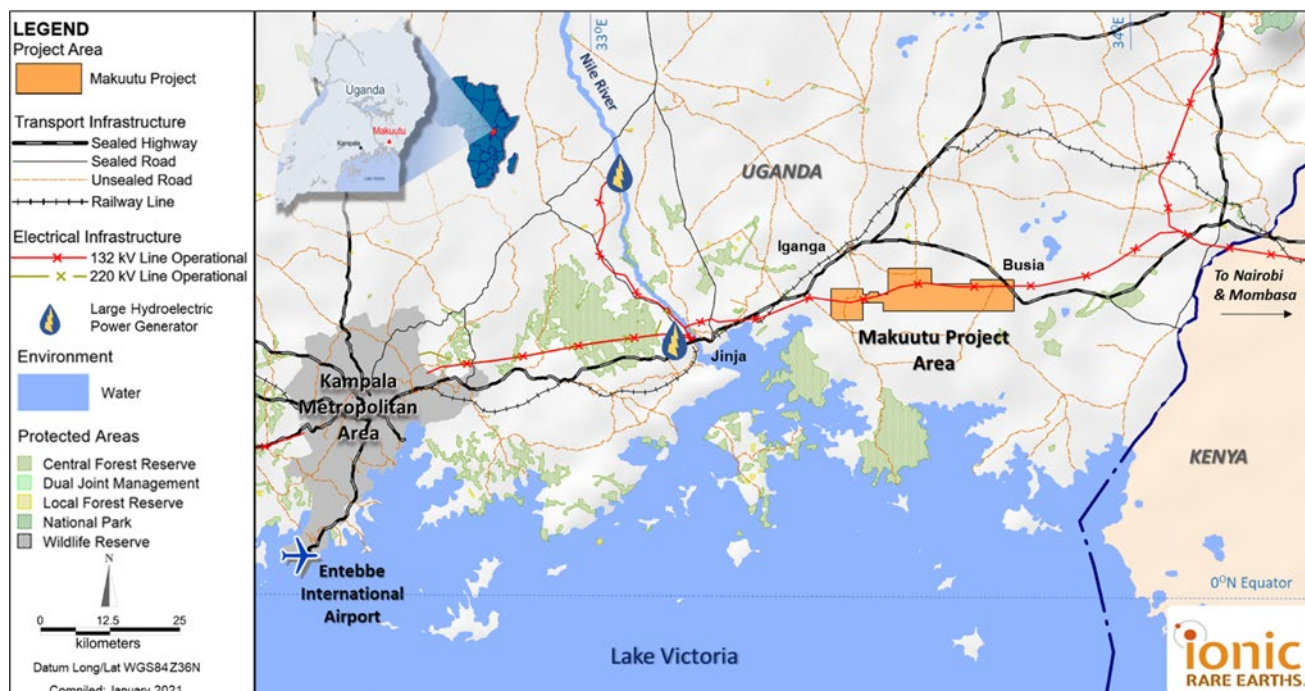 LEGEND
Project Area
Makuutu Project
Transport Infrastructure
Sealed Highway
Sealed Road
Unsealed Road
Railway Line
Electrical Infrastructure
132 kV Line Operational
220 kV Line Operational
Large Hydroelectric
Power Generator
Environment
Water
Protected Areas
Central Forest Reserve
Dual Joint Management
Local Forest Reserve
National Park
Wildlife Reserve
N
0 12.5 25
kilometers
Datum Long/Lat WGS84Z36N
Compiled: January 2021
Uganda
Makuutu
Kampala
33°E
34°E
Nile River
UGANDA
Iganga
Busia
To Nairobi
& Mombasa
Jinja
Makuutu Project
Area
Kampala
Metropolitan
Area
KENYA
Entebbe
International
Airport
0°N Equator
Lake Victoria
ionic
RARE EARTHS